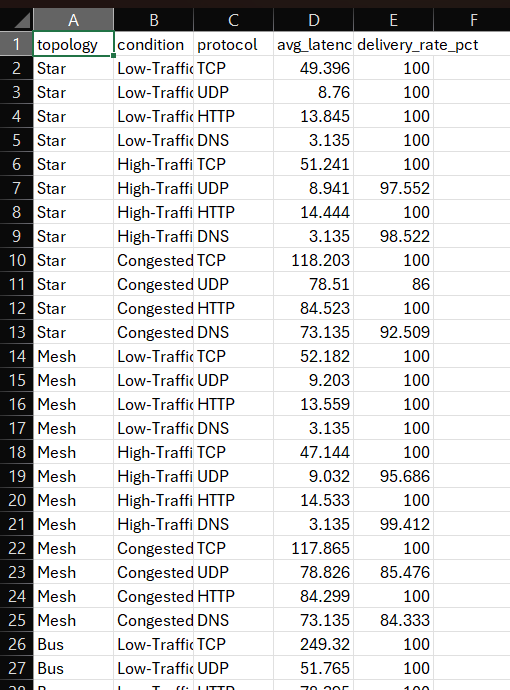 A B C D E F
1 topology condition protocol avg_latenc delivery_rate_pct
2 Star Low-Traffic TCP 49.396 100
3 Star Low-Traffic UDP 8.76 100
4 Star Low-Traffic HTTP 13.845 100
5 Star Low-Traffic DNS 3.135 100
6 Star High-Traffi TCP 51.241 100
7 Star High-Traffi UDP 8.941 97.552
8 Star High-Traffi HTTP 14.444 100
9 Star High-Traffi DNS 3.135 98.522
10 Star Congested TCP 118.203 100
11 Star Congested UDP 78.51 86
12 Star Congested HTTP 84.523 100
13 Star Congested DNS 73.135 92.509
14 Mesh Low-Traffic TCP 52.182 100
15 Mesh Low-Traffic UDP 9.203 100
16 Mesh Low-Traffic HTTP 13.559 100
17 Mesh Low-Traffic DNS 3.135 100
18 Mesh High-Traffi TCP 47.144 100
19 Mesh High-Traffi UDP 9.032 95.686
20 Mesh High-Traffi HTTP 14.533 100
21 Mesh High-Traffi DNS 3.135 99.412
22 Mesh Congested TCP 117.865 100
23 Mesh Congested UDP 78.826 85.476
24 Mesh Congested HTTP 84.299 100
25 Mesh Congested DNS 73.135 84.333
26 Bus Low-Traffic TCP 249.32 100
27 Bus Low-Traffic UDP 51.765 100